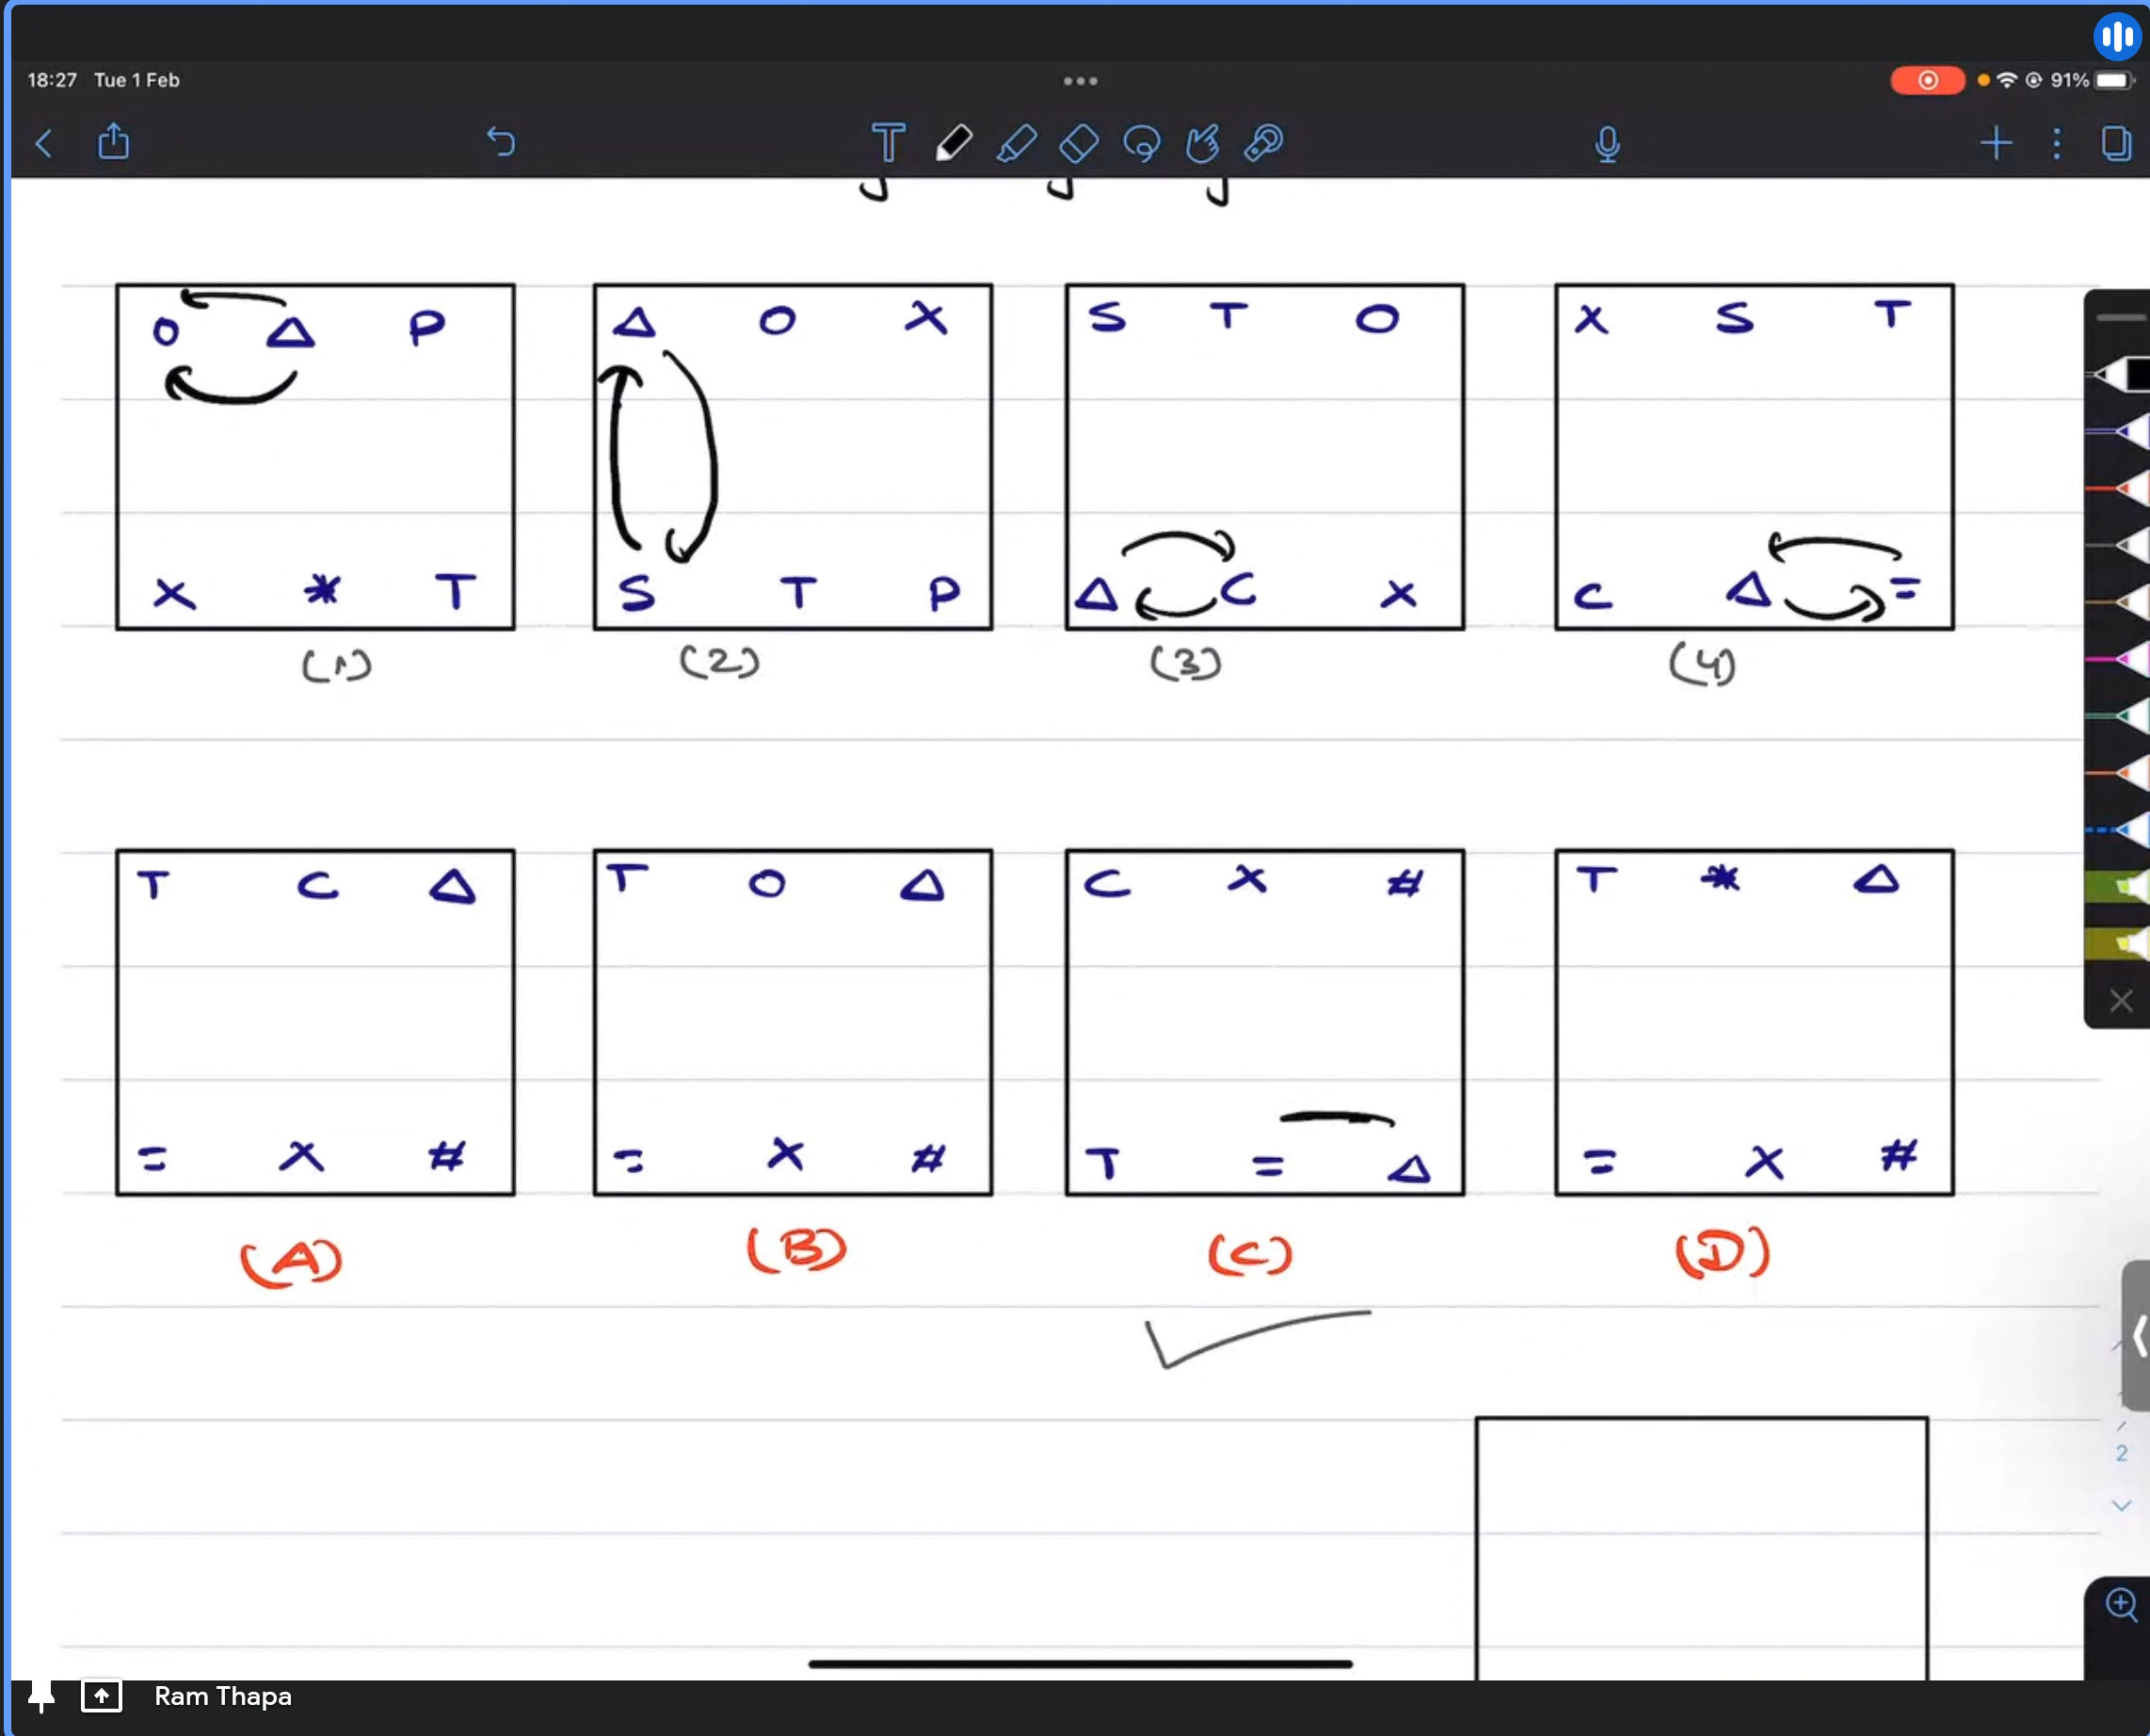 18:27 Tue 1 Feb
91%
O Δ P
X * T
(1)
Δ O X
S T P
(2)
S T O
Δ C X
(3)
X S T
C Δ =
(4)
T C Δ
= X #
(A)
T O Δ
= X #
(B)
C X #
T = Δ
(C)
T * Δ
= X #
(D)
2
Ram Thapa